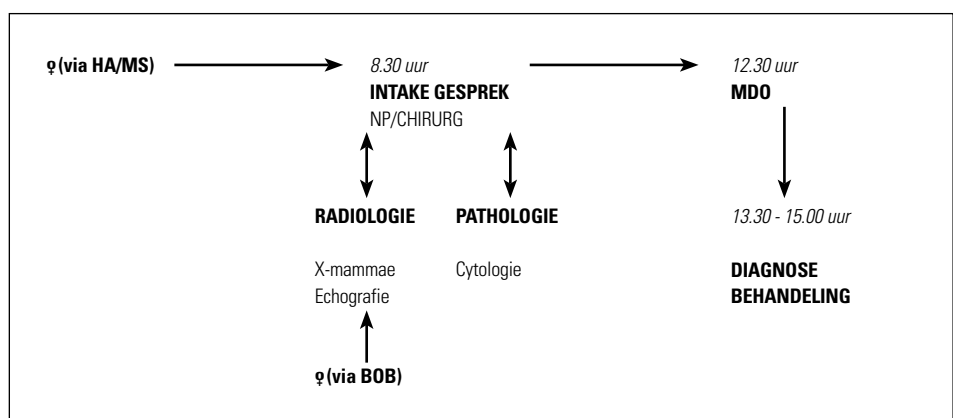 ♀ (via HA/MS)
8.30 uur
INTAKE GESPREK
NP/CHIRURG
12.30 uur
MDO
RADIOLOGIE
PATHOLOGIE
13.30 - 15.00 uur
X-mammae
Echografie
Cytologie
DIAGNOSE
BEHANDELING
♀ (via BOB)